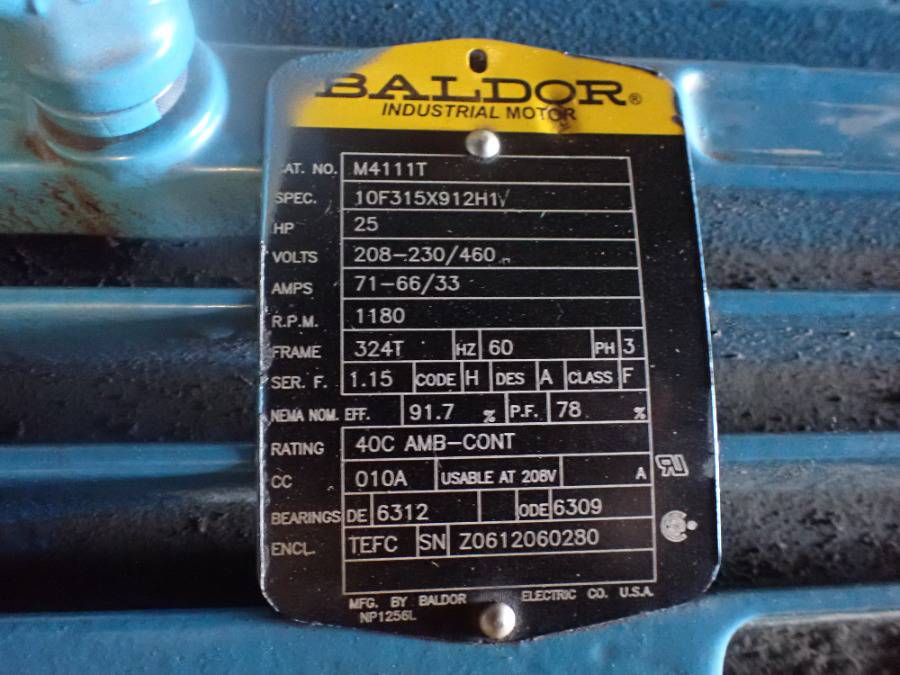 BALDOR®
INDUSTRIAL MOTOR
CAT. NO. M4111T
SPEC. 10F315X912H1
HP 25
VOLTS 208-230/460
AMPS 71-66/33
R.P.M. 1180
FRAME 324T HZ 60 PH 3
SER. F. 1.15 CODE H DES A CLASS F
NEMA NOM. EFF. 91.7 % P.F. 78 %
RATING 40C AMB-CONT
CC 010A USABLE AT 208V A
BEARINGS DE 6312 ODE 6309
ENCL. TEFC SN Z0612060280
MFG. BY BALDOR ELECTRIC CO. U.S.A.
NP1256L